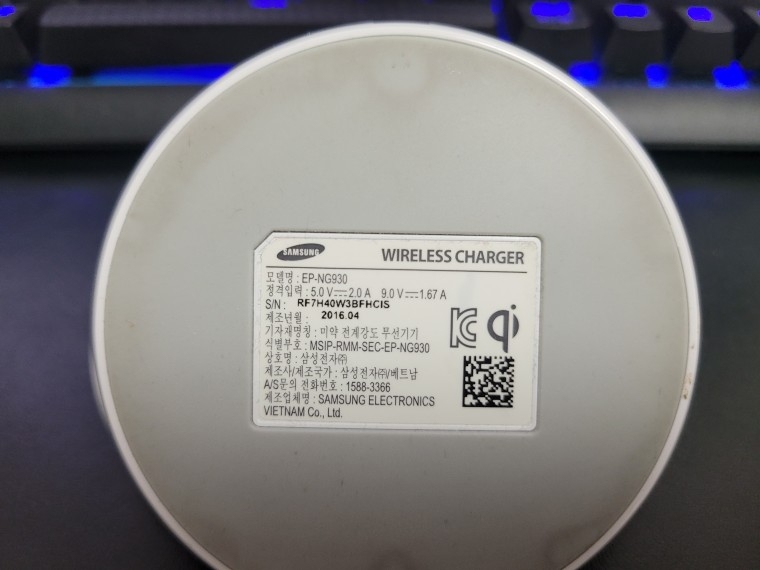 SAMSUNG
WIRELESS CHARGER
모델명 : EP-NG930
정격입력 : 5.0 V⎓2.0 A 9.0 V⎓1.67 A
S/N : RF7H40W3BFHCIS
제조년월 : 2016.04
기자재명칭 : 미약 전계강도 무선기기
식별부호 : MSIP-RMM-SEC-EP-NG930
상호명 : 삼성전자㈜
제조사/제조국가 : 삼성전자㈜/베트남
A/S문의 전화번호 : 1588-3366
제조업체명 : SAMSUNG ELECTRONICS
VIETNAM Co., Ltd.
KC qi